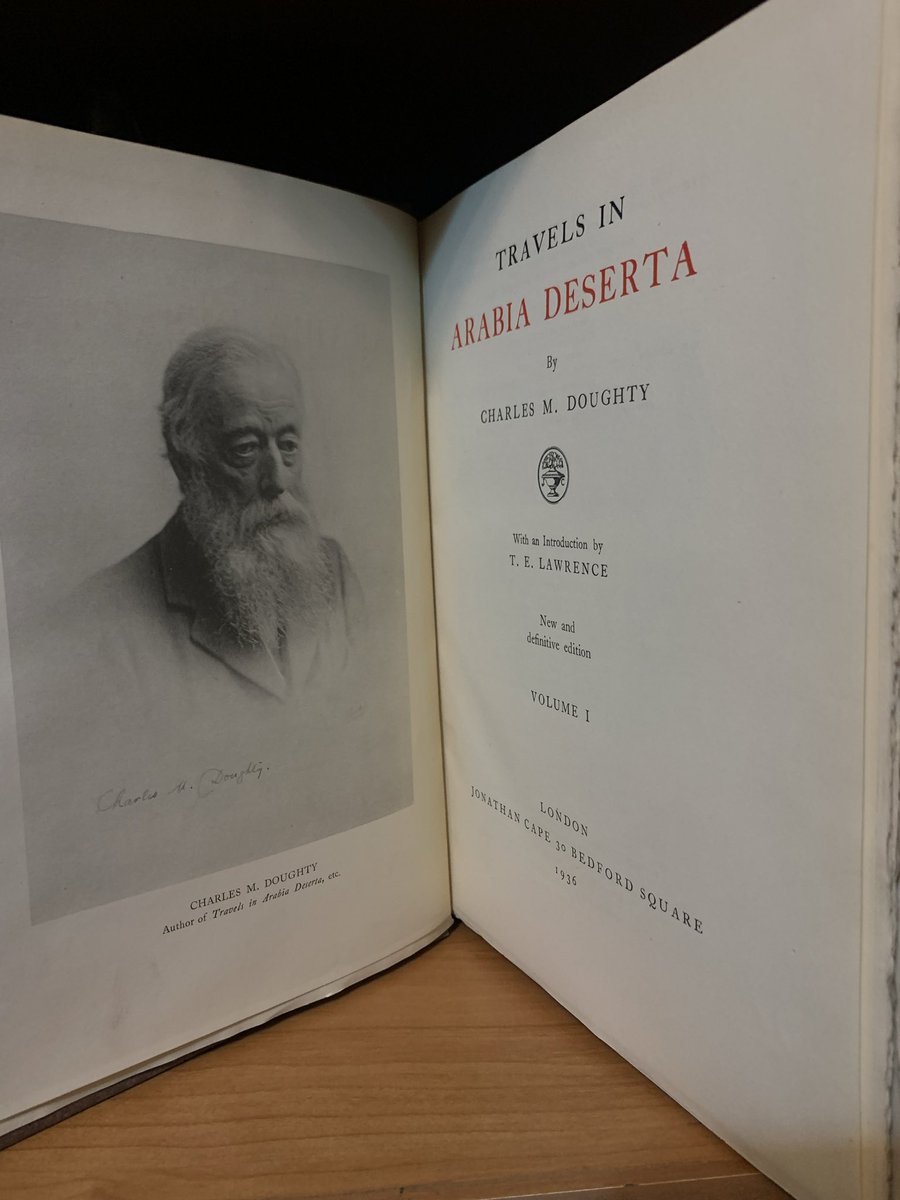 Charles M. Doughty.
CHARLES M. DOUGHTY
Author of Travels in Arabia Deserta, etc.
TRAVELS IN
ARABIA DESERTA
By
CHARLES M. DOUGHTY
With an Introduction by
T. E. LAWRENCE
New and
definitive edition
VOLUME I
LONDON
JONATHAN CAPE 30 BEDFORD SQUARE
1936